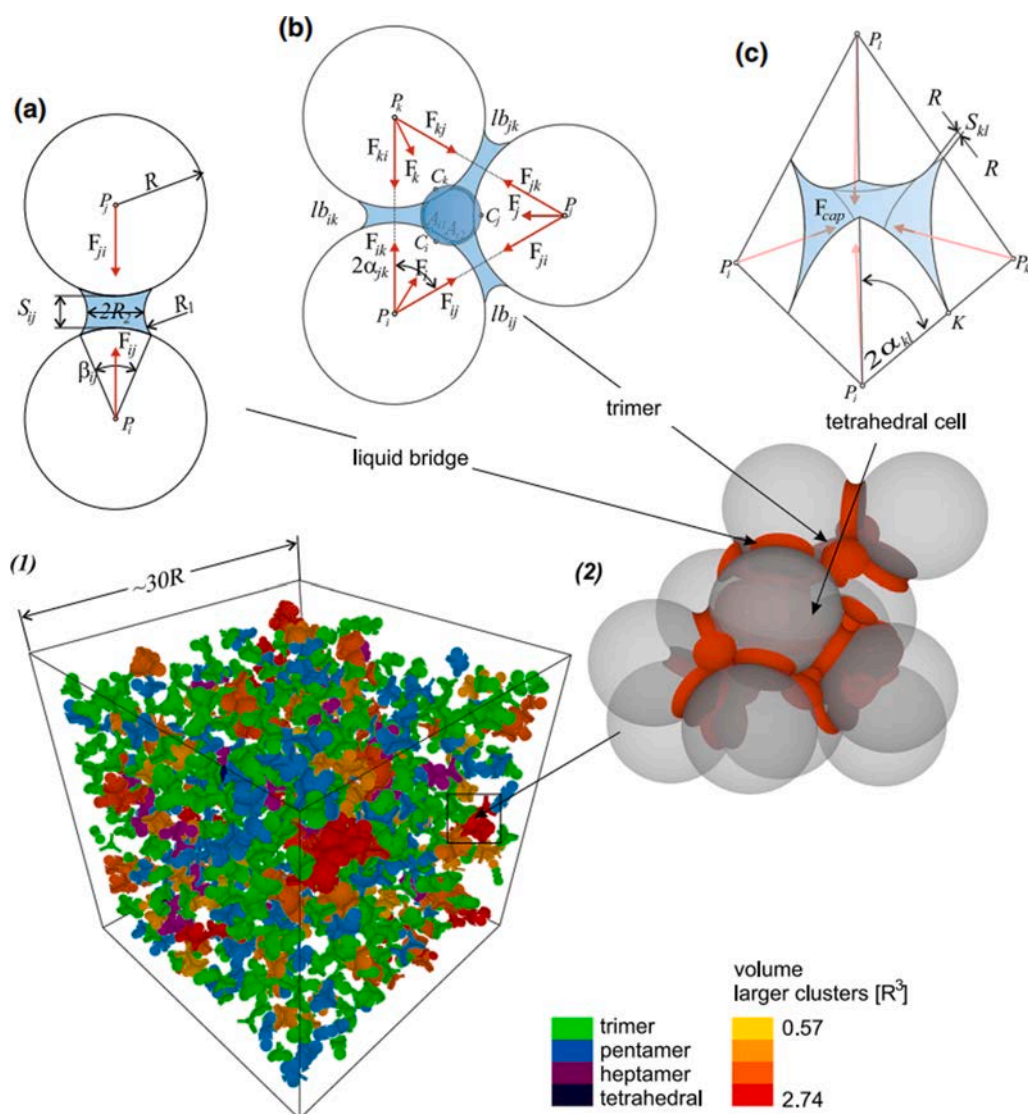 (a)
P_j
R
F_ji
S_ij
2R_2
R_1
F_ij
β_ij
P_i
(b)
P_k
F_ki
F_k
F_kj
lb_jk
C_k
lb_ik
F_jk
F_j
P_j
C_j
C_i
F_ik
F_ji
2α_jk
F_i
F_ij
P_i
lb_ij
(c)
P_l
R
S_kl
R
F_cap
P_j
P_k
K
2α_kl
P_i
trimer
tetrahedral cell
liquid bridge
(1)
~30R
(2)
volume
larger clusters [R^3]
trimer
pentamer
heptamer
tetrahedral
0.57
2.74